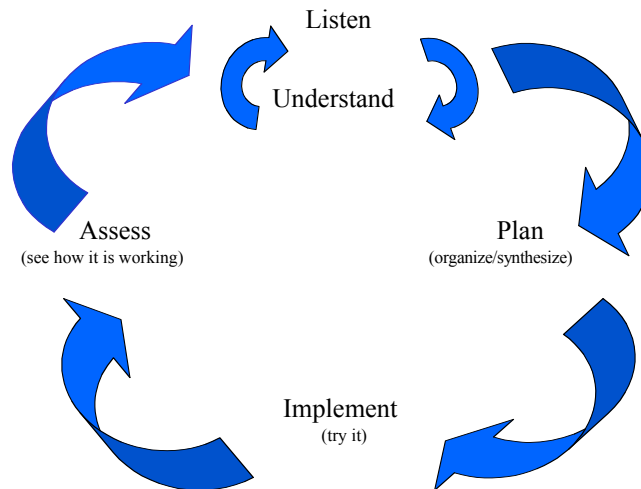 Listen
Understand
Assess
(see how it is working)
Plan
(organize/synthesize)
Implement
(try it)